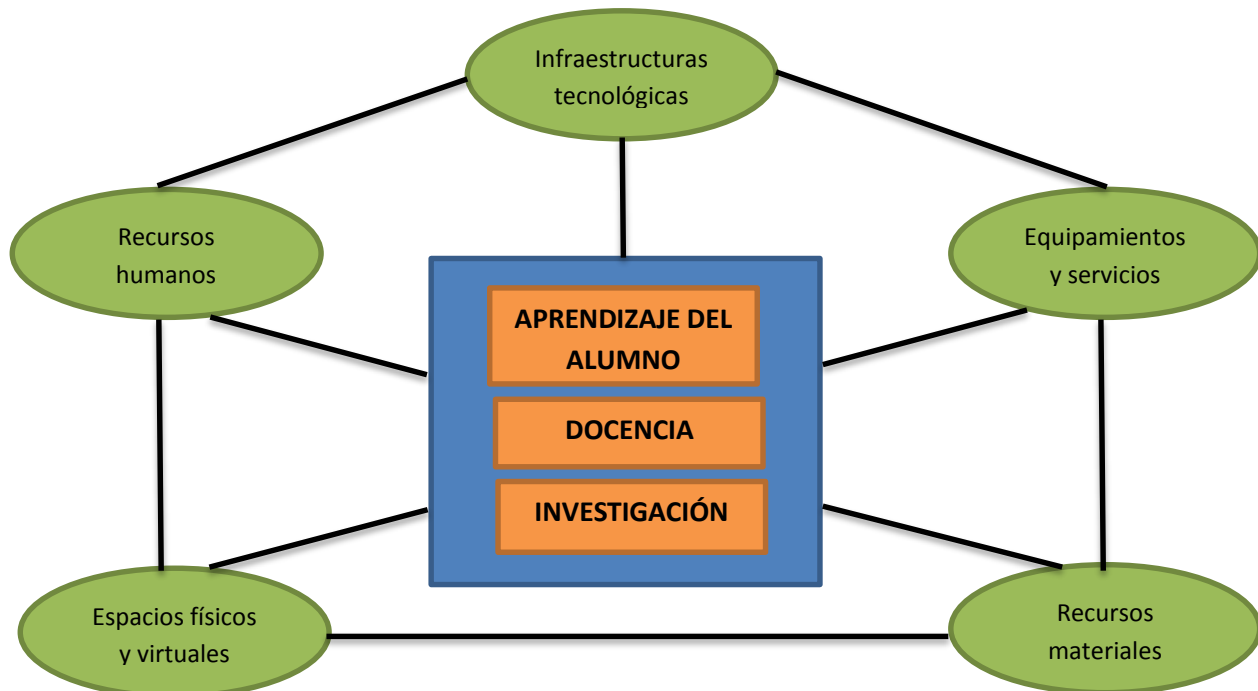 Infraestructuras
tecnológicas
Recursos
humanos
Equipamientos
y servicios
APRENDIZAJE DEL
ALUMNO
DOCENCIA
INVESTIGACIÓN
Espacios físicos
y virtuales
Recursos
materiales